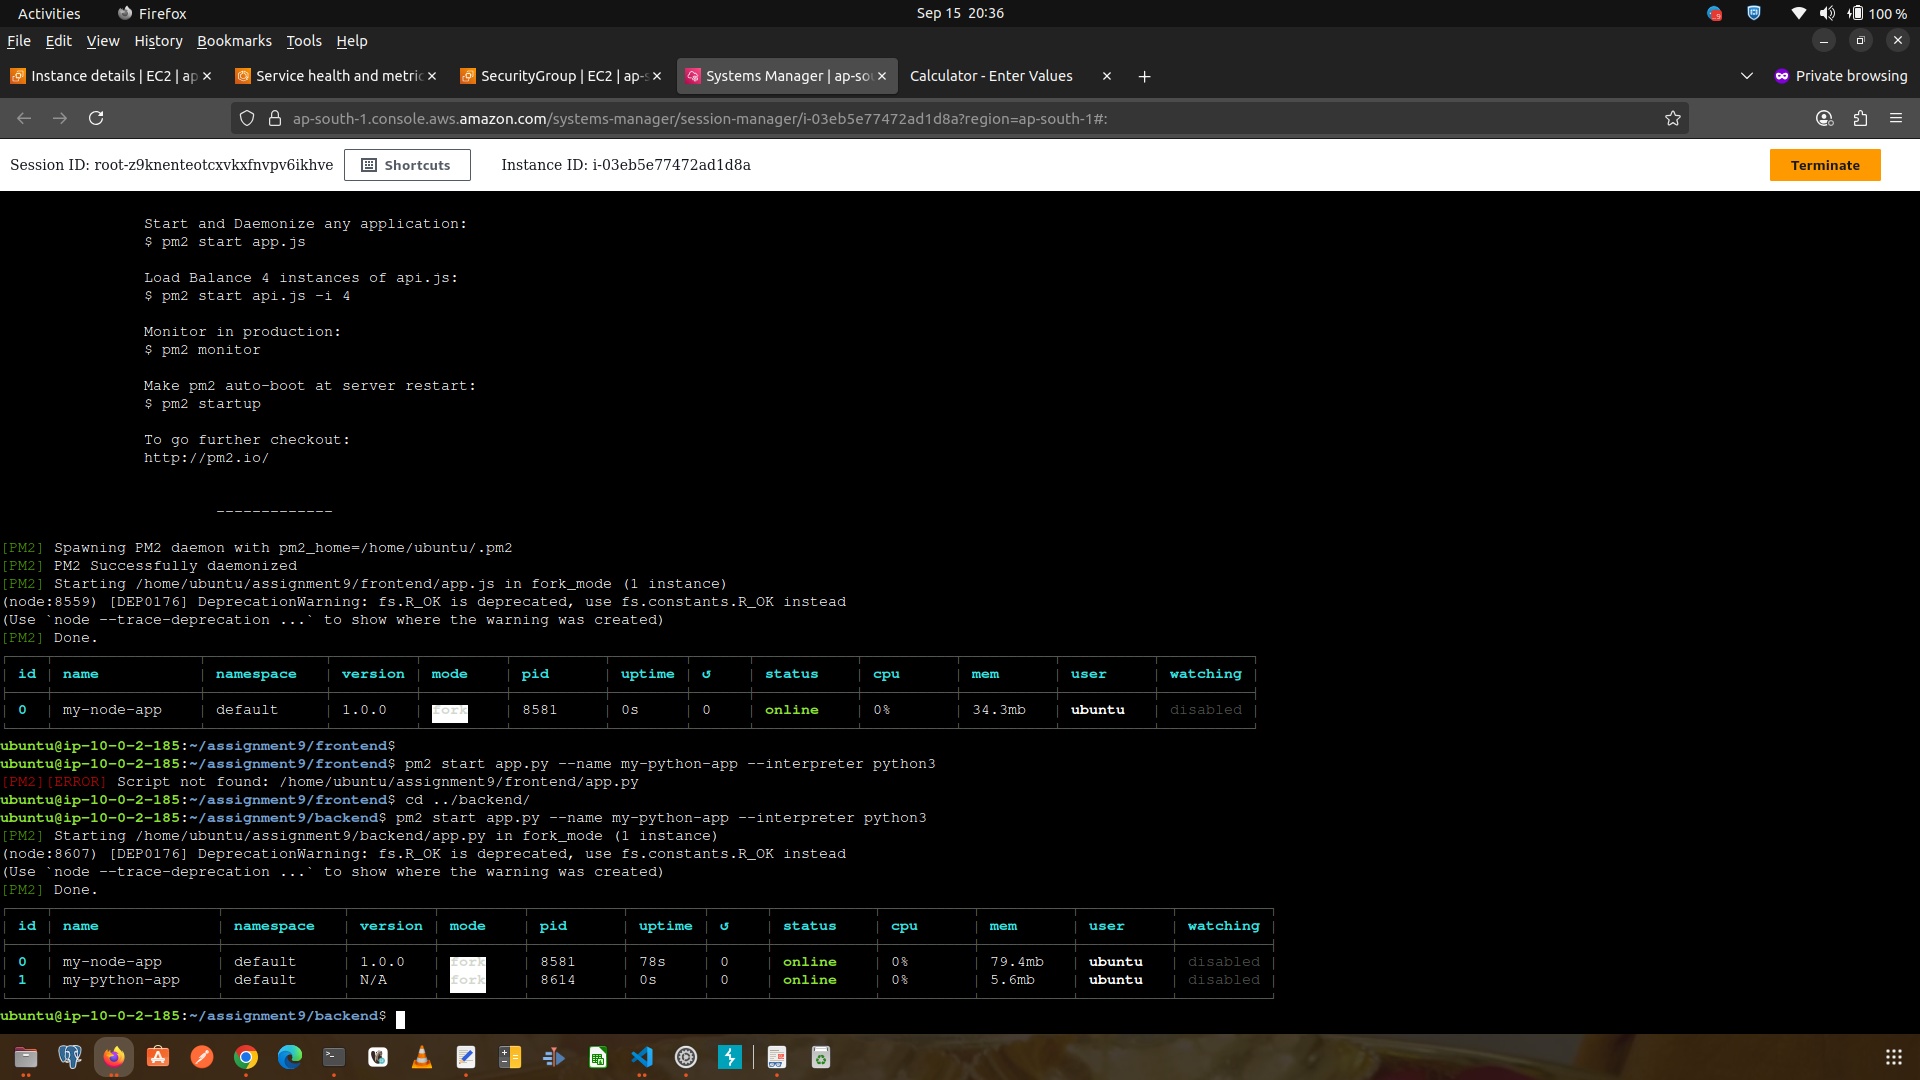 Activities
Firefox
Sep 15 20:36
100 %
File Edit View History Bookmarks Tools Help
Instance details | EC2 | ap
Service health and metric
SecurityGroup | EC2 | ap-s
Systems Manager | ap-sou
Calculator - Enter Values
Private browsing
ap-south-1.console.aws.amazon.com/systems-manager/session-manager/i-03eb5e77472ad1d8a?region=ap-south-1#:
Session ID: root-z9knenteotcxvkxfnvpv6ikhve
Shortcuts
Instance ID: i-03eb5e77472ad1d8a
Terminate
Start and Daemonize any application:
$ pm2 start app.js
Load Balance 4 instances of api.js:
$ pm2 start api.js -i 4
Monitor in production:
$ pm2 monitor
Make pm2 auto-boot at server restart:
$ pm2 startup
To go further checkout:
http://pm2.io/
-------------
[PM2] Spawning PM2 daemon with pm2_home=/home/ubuntu/.pm2
[PM2] PM2 Successfully daemonized
[PM2] Starting /home/ubuntu/assignment9/frontend/app.js in fork_mode (1 instance)
(node:8559) [DEP0176] DeprecationWarning: fs.R_OK is deprecated, use fs.constants.R_OK instead
(Use `node --trace-deprecation ...` to show where the warning was created)
[PM2] Done.
id name namespace version mode pid uptime ↺ status cpu mem user watching
0 my-node-app default 1.0.0 fork 8581 0s 0 online 0% 34.3mb ubuntu disabled
ubuntu@ip-10-0-2-185:~/assignment9/frontend$
ubuntu@ip-10-0-2-185:~/assignment9/frontend$ pm2 start app.py --name my-python-app --interpreter python3
[PM2][ERROR] Script not found: /home/ubuntu/assignment9/frontend/app.py
ubuntu@ip-10-0-2-185:~/assignment9/frontend$ cd ../backend/
ubuntu@ip-10-0-2-185:~/assignment9/backend$ pm2 start app.py --name my-python-app --interpreter python3
[PM2] Starting /home/ubuntu/assignment9/backend/app.py in fork_mode (1 instance)
(node:8607) [DEP0176] DeprecationWarning: fs.R_OK is deprecated, use fs.constants.R_OK instead
(Use `node --trace-deprecation ...` to show where the warning was created)
[PM2] Done.
id name namespace version mode pid uptime ↺ status cpu mem user watching
0 my-node-app default 1.0.0 fork 8581 78s 0 online 0% 79.4mb ubuntu disabled
1 my-python-app default N/A fork 8614 0s 0 online 0% 5.6mb ubuntu disabled
ubuntu@ip-10-0-2-185:~/assignment9/backend$